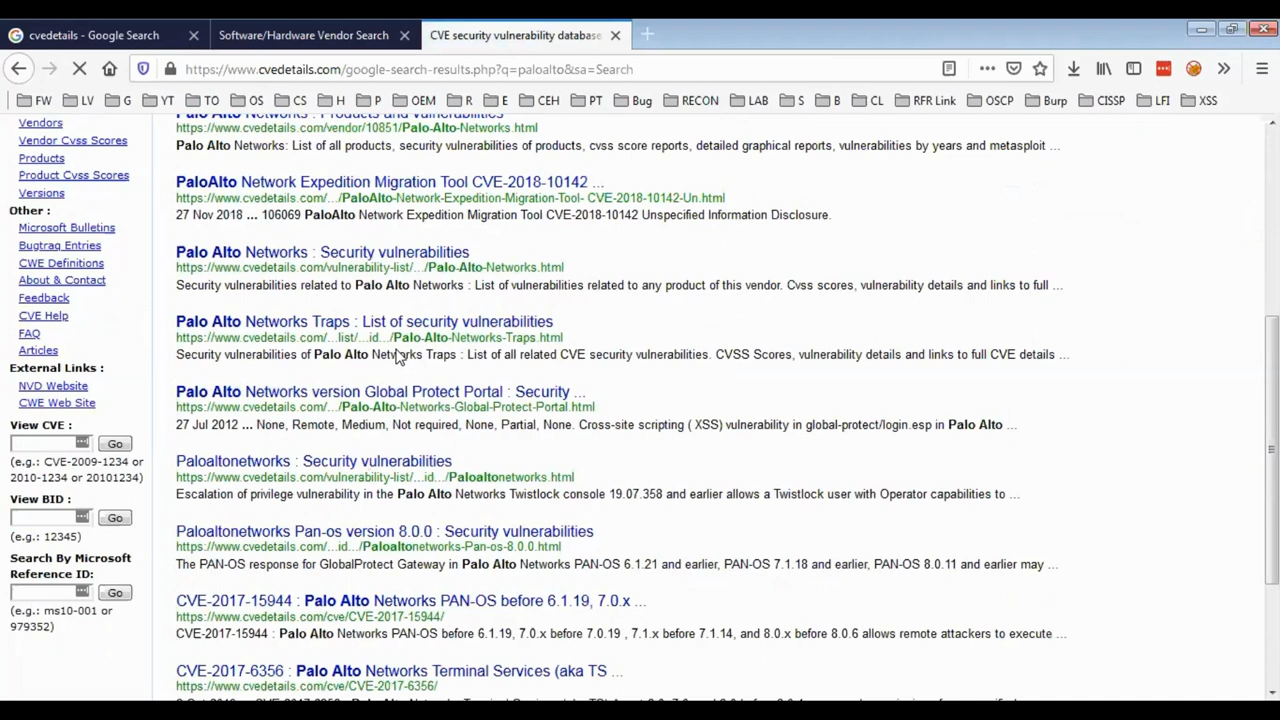 cvedetails - Google Search
Software/Hardware Vendor Search
CVE security vulnerability database
https://www.cvedetails.com/google-search-results.php?q=paloalto&sa=Search
FW LV G YT TO OS CS H P OEM R E CEH PT Bug RECON LAB S B CL RFR Link OSCP Burp CISSP LFI XSS
Vendors
Vendor Cvss Scores
Products
Product Cvss Scores
Versions
Other :
Microsoft Bulletins
Bugtraq Entries
CWE Definitions
About & Contact
Feedback
CVE Help
FAQ
Articles
External Links :
NVD Website
CWE Web Site
View CVE :
Go
(e.g.: CVE-2009-1234 or
2010-1234 or 20101234)
View BID :
Go
(e.g.: 12345)
Search By Microsoft
Reference ID:
Go
(e.g.: ms10-001 or
979352)
Palo Alto Networks : Products and vulnerabilities
https://www.cvedetails.com/vendor/10851/Palo-Alto-Networks.html
Palo Alto Networks: List of all products, security vulnerabilities of products, cvss score reports, detailed graphical reports, vulnerabilities by years and metasploit ...
PaloAlto Network Expedition Migration Tool CVE-2018-10142 ...
https://www.cvedetails.com/.../PaloAlto-Network-Expedition-Migration-Tool- CVE-2018-10142-Un.html
27 Nov 2018 ... 106069 PaloAlto Network Expedition Migration Tool CVE-2018-10142 Unspecified Information Disclosure.
Palo Alto Networks : Security vulnerabilities
https://www.cvedetails.com/vulnerability-list/.../Palo-Alto-Networks.html
Security vulnerabilities related to Palo Alto Networks : List of vulnerabilities related to any product of this vendor. Cvss scores, vulnerability details and links to full ...
Palo Alto Networks Traps : List of security vulnerabilities
https://www.cvedetails.com/...list/...id.../Palo-Alto-Networks-Traps.html
Security vulnerabilities of Palo Alto Networks Traps : List of all related CVE security vulnerabilities. CVSS Scores, vulnerability details and links to full CVE details ...
Palo Alto Networks version Global Protect Portal : Security ...
https://www.cvedetails.com/.../Palo-Alto-Networks-Global-Protect-Portal.html
27 Jul 2012 ... None, Remote, Medium, Not required, None, Partial, None. Cross-site scripting ( XSS) vulnerability in global-protect/login.esp in Palo Alto ...
Paloaltonetworks : Security vulnerabilities
https://www.cvedetails.com/vulnerability-list/...id.../Paloaltonetworks.html
Escalation of privilege vulnerability in the Palo Alto Networks Twistlock console 19.07.358 and earlier allows a Twistlock user with Operator capabilities to ...
Paloaltonetworks Pan-os version 8.0.0 : Security vulnerabilities
https://www.cvedetails.com/...id.../Paloaltonetworks-Pan-os-8.0.0.html
The PAN-OS response for GlobalProtect Gateway in Palo Alto Networks PAN-OS 6.1.21 and earlier, PAN-OS 7.1.18 and earlier, PAN-OS 8.0.11 and earlier may ...
CVE-2017-15944 : Palo Alto Networks PAN-OS before 6.1.19, 7.0.x ...
https://www.cvedetails.com/cve/CVE-2017-15944/
CVE-2017-15944 : Palo Alto Networks PAN-OS before 6.1.19, 7.0.x before 7.0.19 , 7.1.x before 7.1.14, and 8.0.x before 8.0.6 allows remote attackers to execute ...
CVE-2017-6356 : Palo Alto Networks Terminal Services (aka TS ...
https://www.cvedetails.com/cve/CVE-2017-6356/